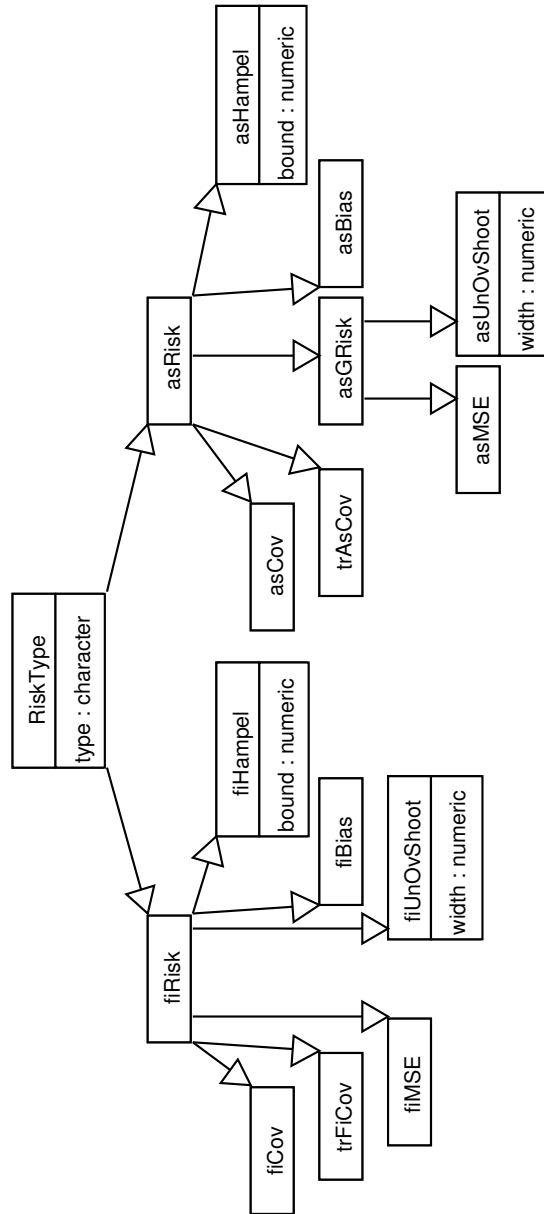 RiskType
type : character
fiRisk
asRisk
fiCov
trFiCov
fiMSE
fiUnOvShoot
width : numeric
fiBias
fiHampel
bound : numeric
asCov
trAsCov
asGRisk
asBias
asHampel
bound : numeric
asMSE
asUnOvShoot
width : numeric